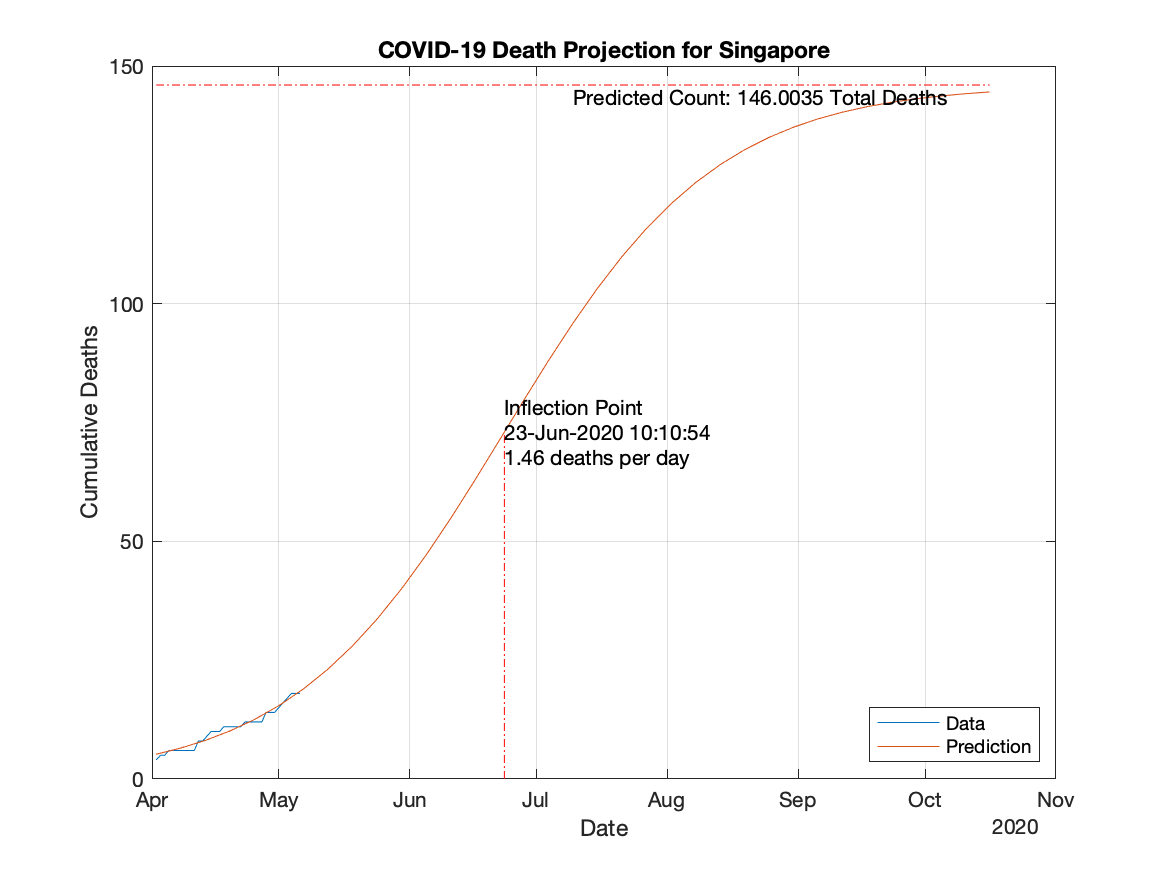 COVID-19 Death Projection for Singapore
150
Predicted Count: 146.0035 Total Deaths
100
Cumulative Deaths
Inflection Point
23-Jun-2020 10:10:54
1.46 deaths per day
50
Data
Prediction
0
Apr May Jun Jul Aug Sep Oct Nov
Date
2020